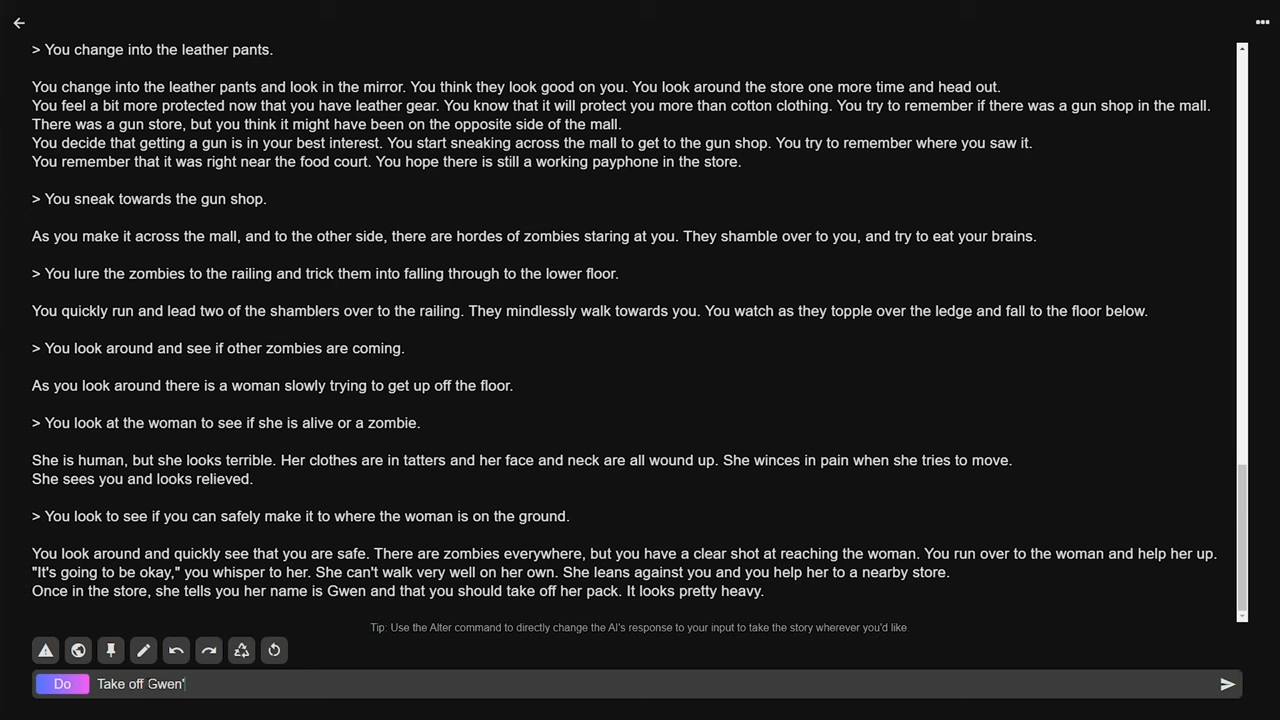 > You change into the leather pants.
You change into the leather pants and look in the mirror. You think they look good on you. You look around the store one more time and head out.
You feel a bit more protected now that you have leather gear. You know that it will protect you more than cotton clothing. You try to remember if there was a gun shop in the mall.
There was a gun store, but you think it might have been on the opposite side of the mall.
You decide that getting a gun is in your best interest. You start sneaking across the mall to get to the gun shop. You try to remember where you saw it.
You remember that it was right near the food court. You hope there is still a working payphone in the store.
> You sneak towards the gun shop.
As you make it across the mall, and to the other side, there are hordes of zombies staring at you. They shamble over to you, and try to eat your brains.
> You lure the zombies to the railing and trick them into falling through to the lower floor.
You quickly run and lead two of the shamblers over to the railing. They mindlessly walk towards you. You watch as they topple over the ledge and fall to the floor below.
> You look around and see if other zombies are coming.
As you look around there is a woman slowly trying to get up off the floor.
> You look at the woman to see if she is alive or a zombie.
She is human, but she looks terrible. Her clothes are in tatters and her face and neck are all wound up. She winces in pain when she tries to move.
She sees you and looks relieved.
> You look to see if you can safely make it to where the woman is on the ground.
You look around and quickly see that you are safe. There are zombies everywhere, but you have a clear shot at reaching the woman. You run over to the woman and help her up.
"It's going to be okay," you whisper to her. She can't walk very well on her own. She leans against you and you help her to a nearby store.
Once in the store, she tells you her name is Gwen and that you should take off her pack. It looks pretty heavy.
Tip: Use the Alter command to directly change the AI's response to your input to take the story wherever you'd like.
Do Take off Gwen'